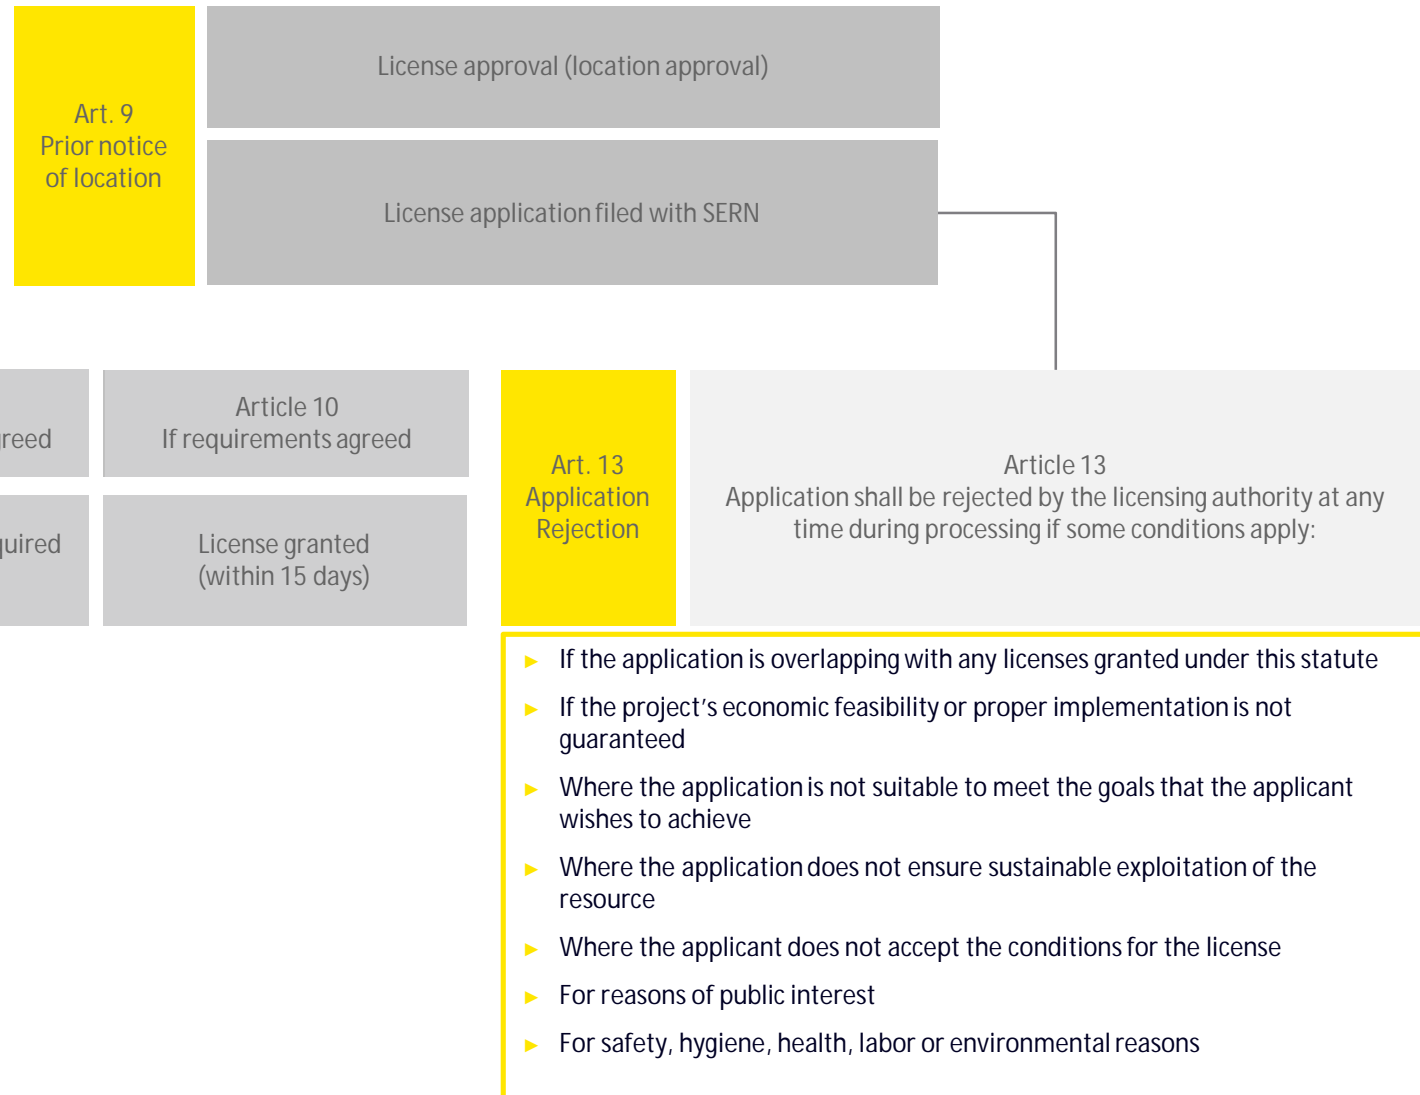 License approval (location approval)
Art. 9
Prior notice
of location
License application filed with SERN
greed
Article 10
If requirements agreed
quired
License granted
(within 15 days)
Art. 13
Application
Rejection
Article 13
Application shall be rejected by the licensing authority at any
time during processing if some conditions apply:
► If the application is overlapping with any licenses granted under this statute
► If the project's economic feasibility or proper implementation is not
guaranteed
► Where the application is not suitable to meet the goals that the applicant
wishes to achieve
► Where the application does not ensure sustainable exploitation of the
resource
► Where the applicant does not accept the conditions for the license
► For reasons of public interest
► For safety, hygiene, health, labor or environmental reasons